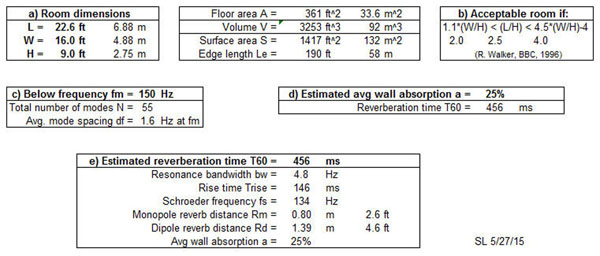 a) Room dimensions
L = 22.6 ft 6.88 m
W = 16.0 ft 4.88 m
H = 9.0 ft 2.75 m
Floor area A = 361 ft^2 33.6 m^2
Volume V = 3253 ft^3 92 m^3
Surface area S = 1417 ft^2 132 m^2
Edge length Le = 190 ft 58 m
b) Acceptable room if:
1.1*(W/H) < (L/H) < 4.5*(W/H)-4
2.0 2.5 4.0
(R. Walker, BBC, 1996)
c) Below frequency fm = 150 Hz
Total number of modes N = 55
Avg. mode spacing df = 1.6 Hz at fm
d) Estimated avg wall absorption a = 25%
Reverberation time T60 = 456 ms
e) Estimated reverberation time T60 = 456 ms
Resonance bandwidth bw = 4.8 Hz
Rise time Trise = 146 ms
Schroeder frequency fs = 134 Hz
Monopole reverb distance Rm = 0.80 m 2.6 ft
Dipole reverb distance Rd = 1.39 m 4.6 ft
Avg wall absorption a = 25%
SL 5/27/15